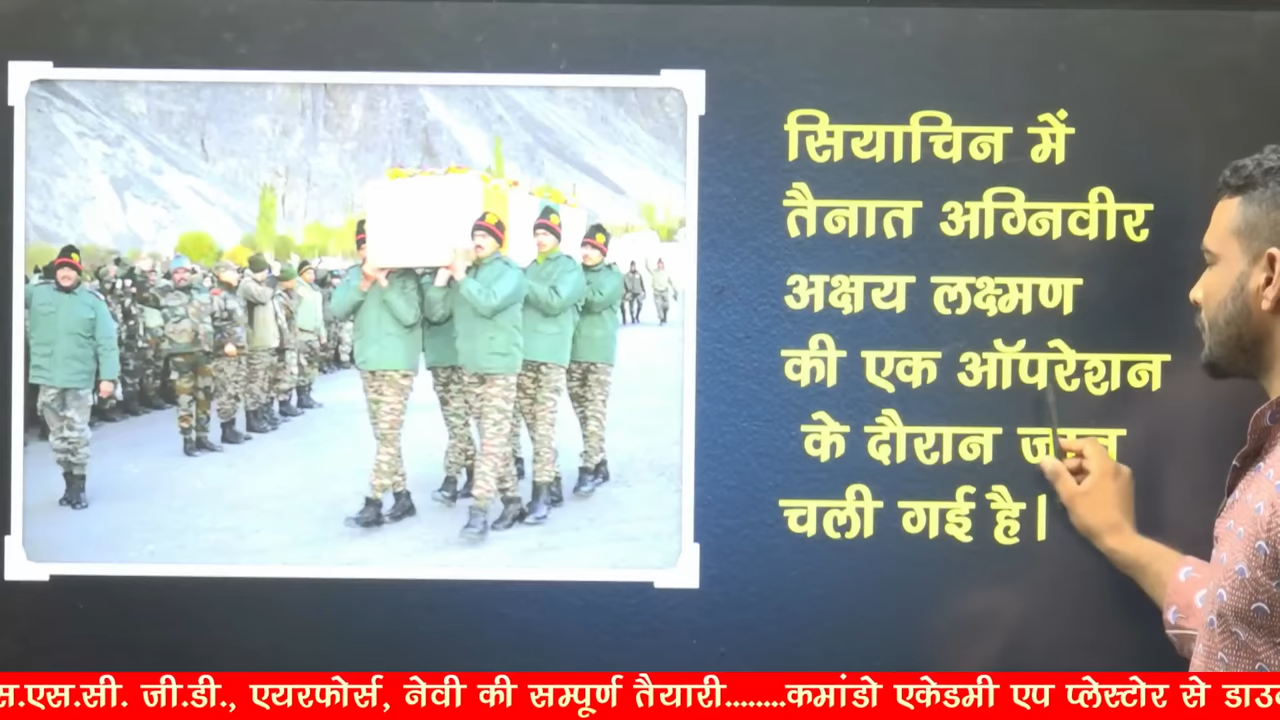 सियाचिन में
तैनात अग्निवीर
अक्षय लक्ष्मण
की एक ऑपरेशन
के दौरान
चली गई है।
स.एस.सी. जी.डी., एयरफोर्स, नेवी की सम्पूर्ण तैयारी........कमांडो एकेडमी एप प्लेस्टोर से